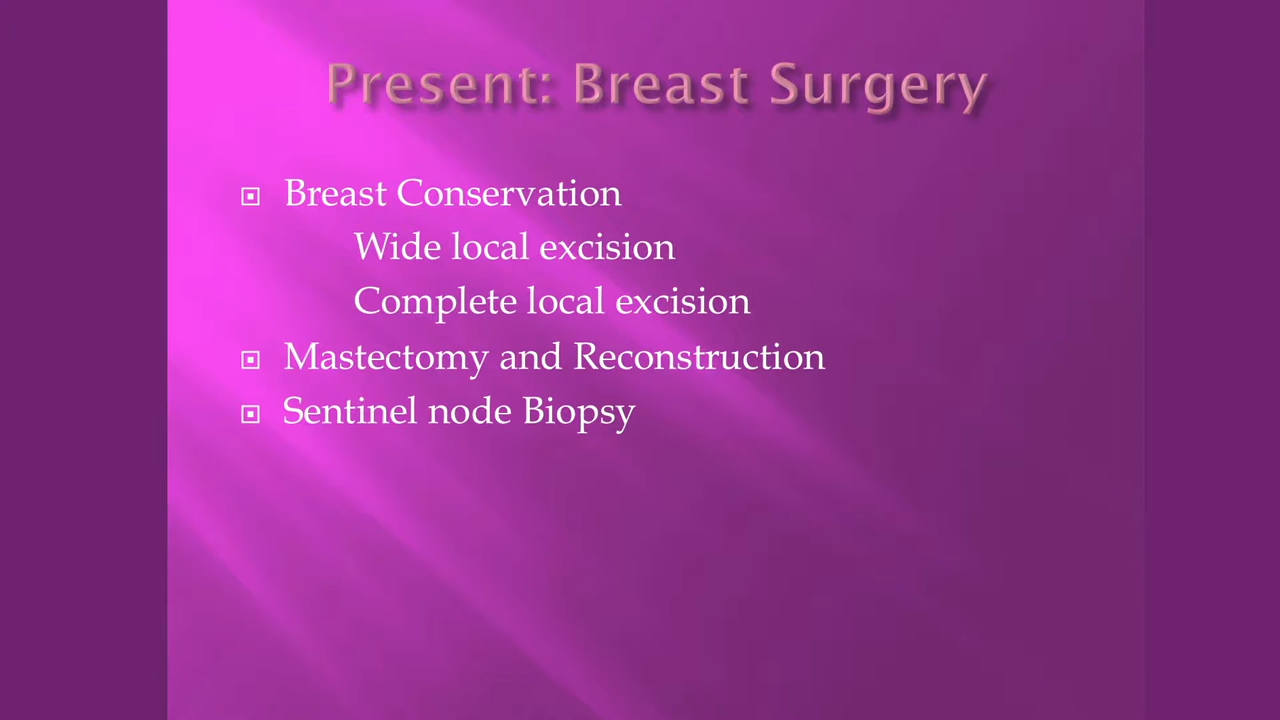 Present: Breast Surgery
Breast Conservation
Wide local excision
Complete local excision
Mastectomy and Reconstruction
Sentinel node Biopsy